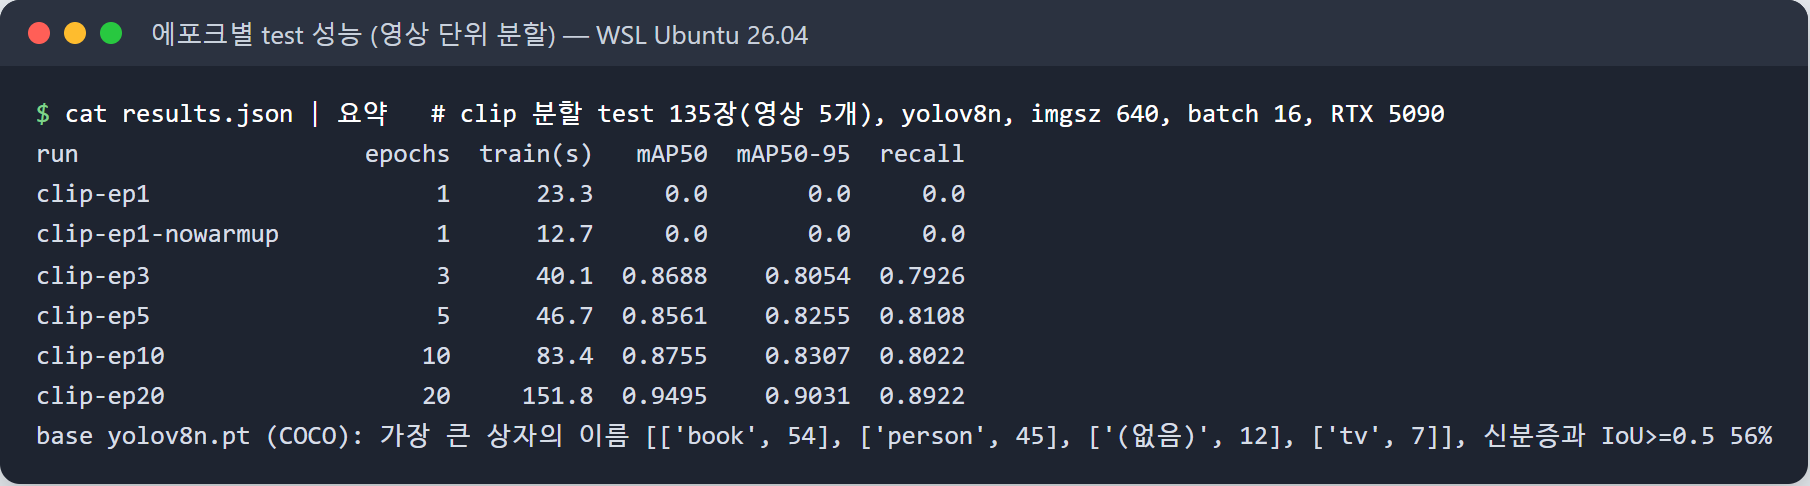 에포크별 test 성능 (영상 단위 분할) — WSL Ubuntu 26.04
$ cat results.json | 요약   # clip 분할 test 135장(영상 5개), yolov8n, imgsz 640, batch 16, RTX 5090
run                    epochs  train(s)   mAP50  mAP50-95  recall
clip-ep1                    1      23.3     0.0       0.0     0.0
clip-ep1-nowarmup           1      12.7     0.0       0.0     0.0
clip-ep3                    3      40.1  0.8688    0.8054  0.7926
clip-ep5                    5      46.7  0.8561    0.8255  0.8108
clip-ep10                  10      83.4  0.8755    0.8307  0.8022
clip-ep20                  20     151.8  0.9495    0.9031  0.8922
base yolov8n.pt (COCO): 가장 큰 상자의 이름 [['book', 54], ['person', 45], ['(없음)', 12], ['tv', 7]], 신분증과 IoU>=0.5 56%